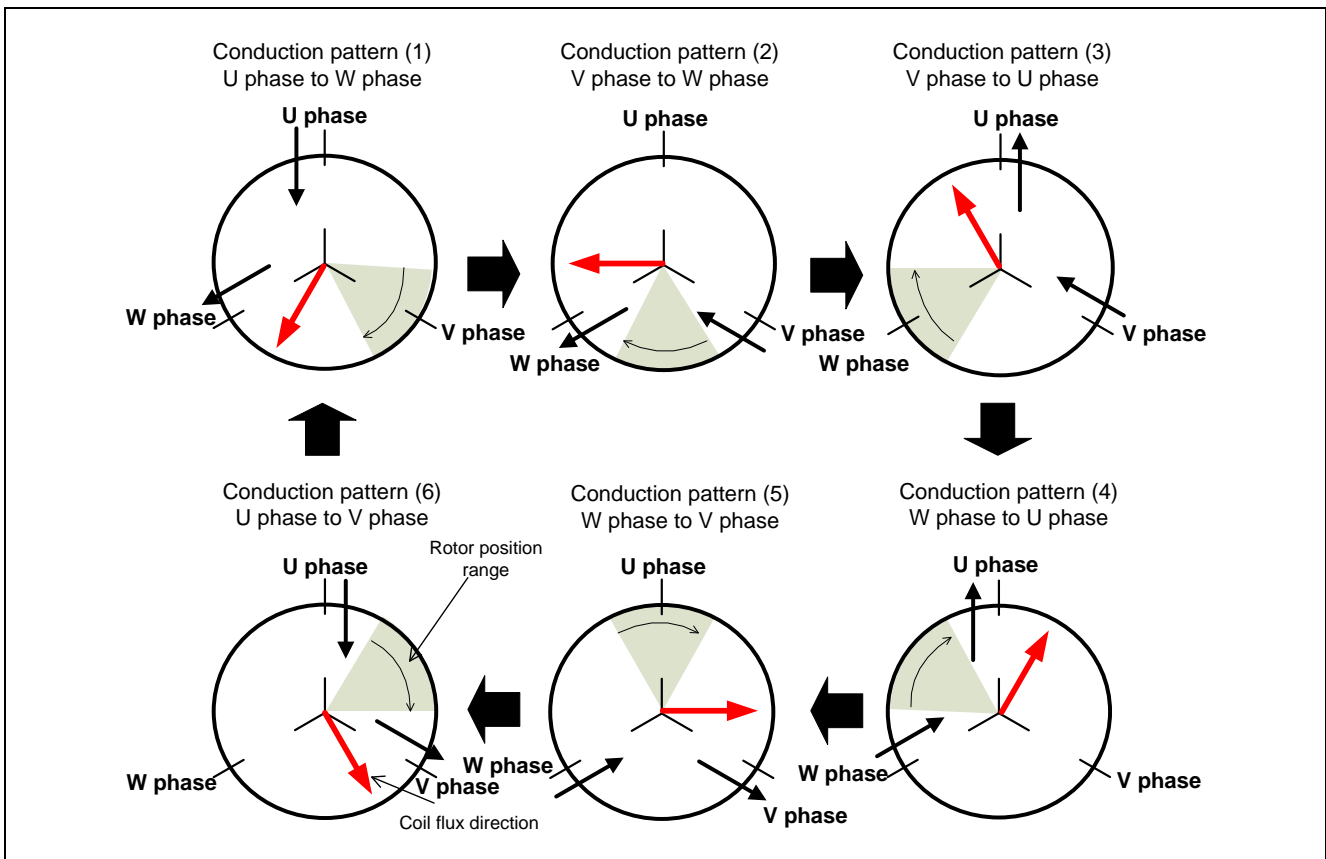 Conduction pattern (1)
U phase to W phase
U phase
W phase
V phase
Conduction pattern (2)
V phase to W phase
U phase
W phase
V phase
Conduction pattern (3)
V phase to U phase
U phase
W phase
V phase
Conduction pattern (6)
U phase to V phase
U phase
Rotor position
range
W phase
V phase
Coil flux direction
Conduction pattern (5)
W phase to V phase
U phase
W phase
V phase
Conduction pattern (4)
W phase to U phase
U phase
W phase
V phase